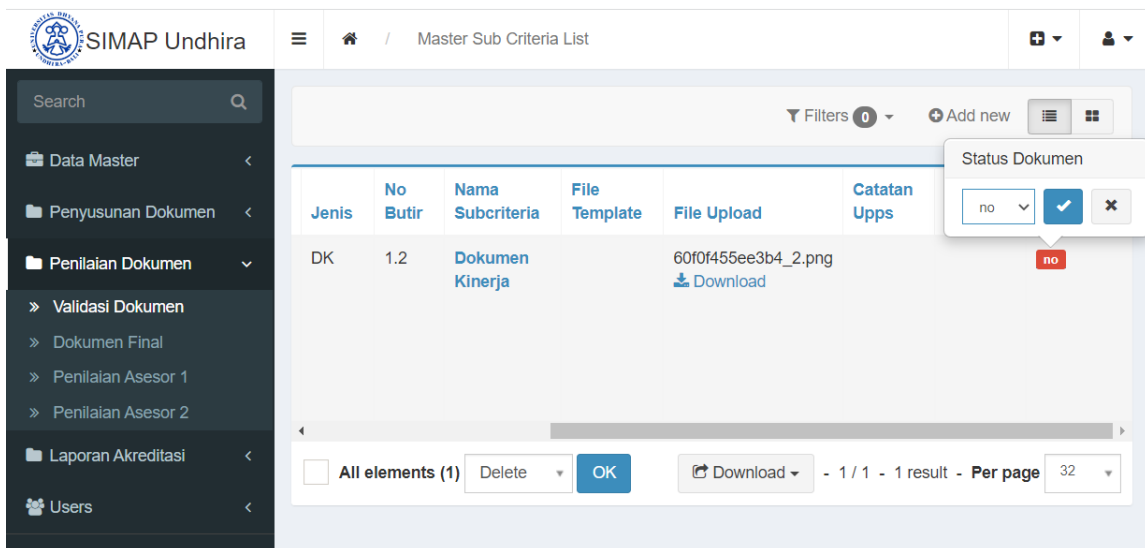 SIMAP Undhira
/ Master Sub Criteria List
Search
Data Master
Penyusunan Dokumen
Penilaian Dokumen
» Validasi Dokumen
» Dokumen Final
» Penilaian Asesor 1
» Penilaian Asesor 2
Laporan Akreditasi
Users
Filters 0 Add new
Status Dokumen
no
Jenis No Butir Nama Subcriteria File Template File Upload Catatan Upps
DK 1.2 Dokumen Kinerja 60f0f455ee3b4_2.png no
Download
All elements (1) Delete OK Download - 1 / 1 - 1 result - Per page 32